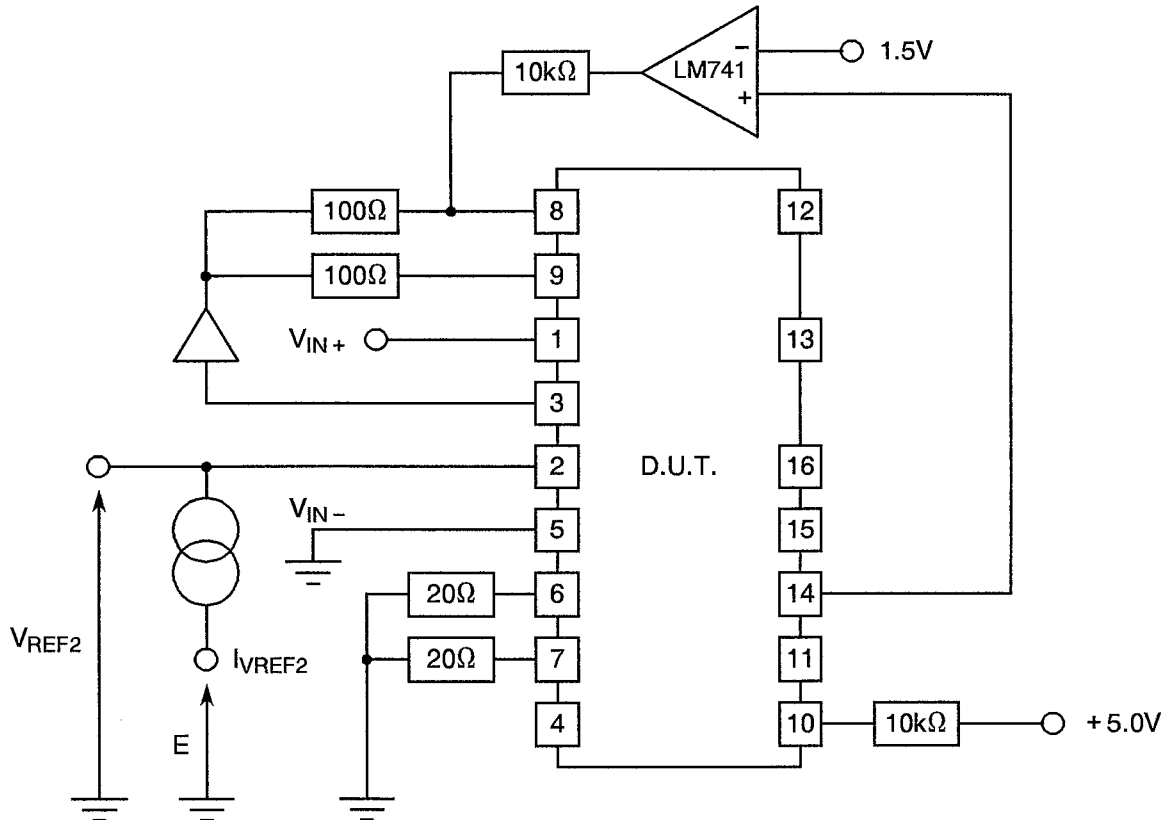 10kΩ
LM741
−
+
1.5V
100Ω
8
12
100Ω
9
VIN+
1
13
3
2
D.U.T.
16
VIN−
5
15
20Ω
6
14
VREF2
IVREF2
20Ω
7
11
E
4
10
10kΩ
+5.0V